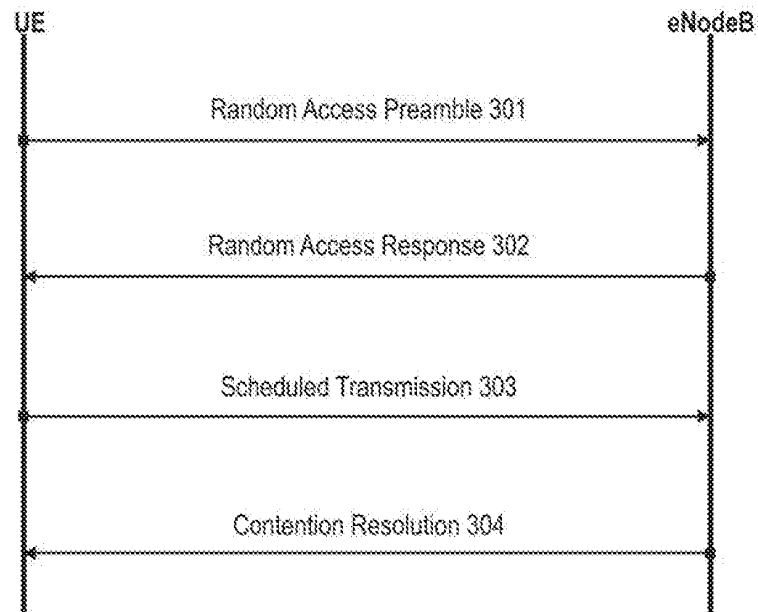 UE
eNodeB
Random Access Preamble 301
Random Access Response 302
Scheduled Transmission 303
Contention Resolution 304